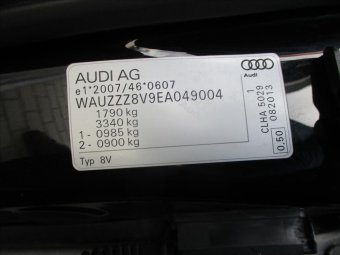 AUDI AG
e1*2007/46*0607
WAUZZZ8V9EA049004
1790 kg
3340 kg
1- 0985 kg
2- 0900 kg
Typ 8V
Audi
1
CLHA 5029
082013
0.50